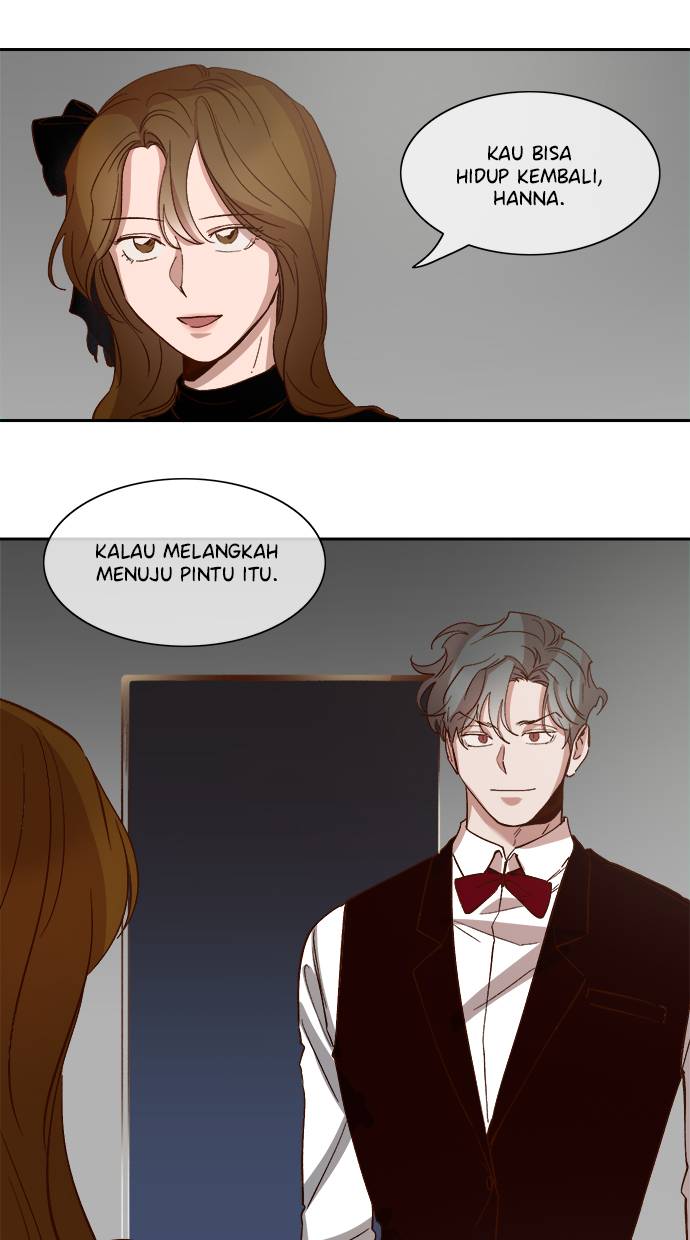 KAU BISA
HIDUP KEMBALI,
HANNA.
KALAU MELANGKAH
MENUJU PINTU ITU.